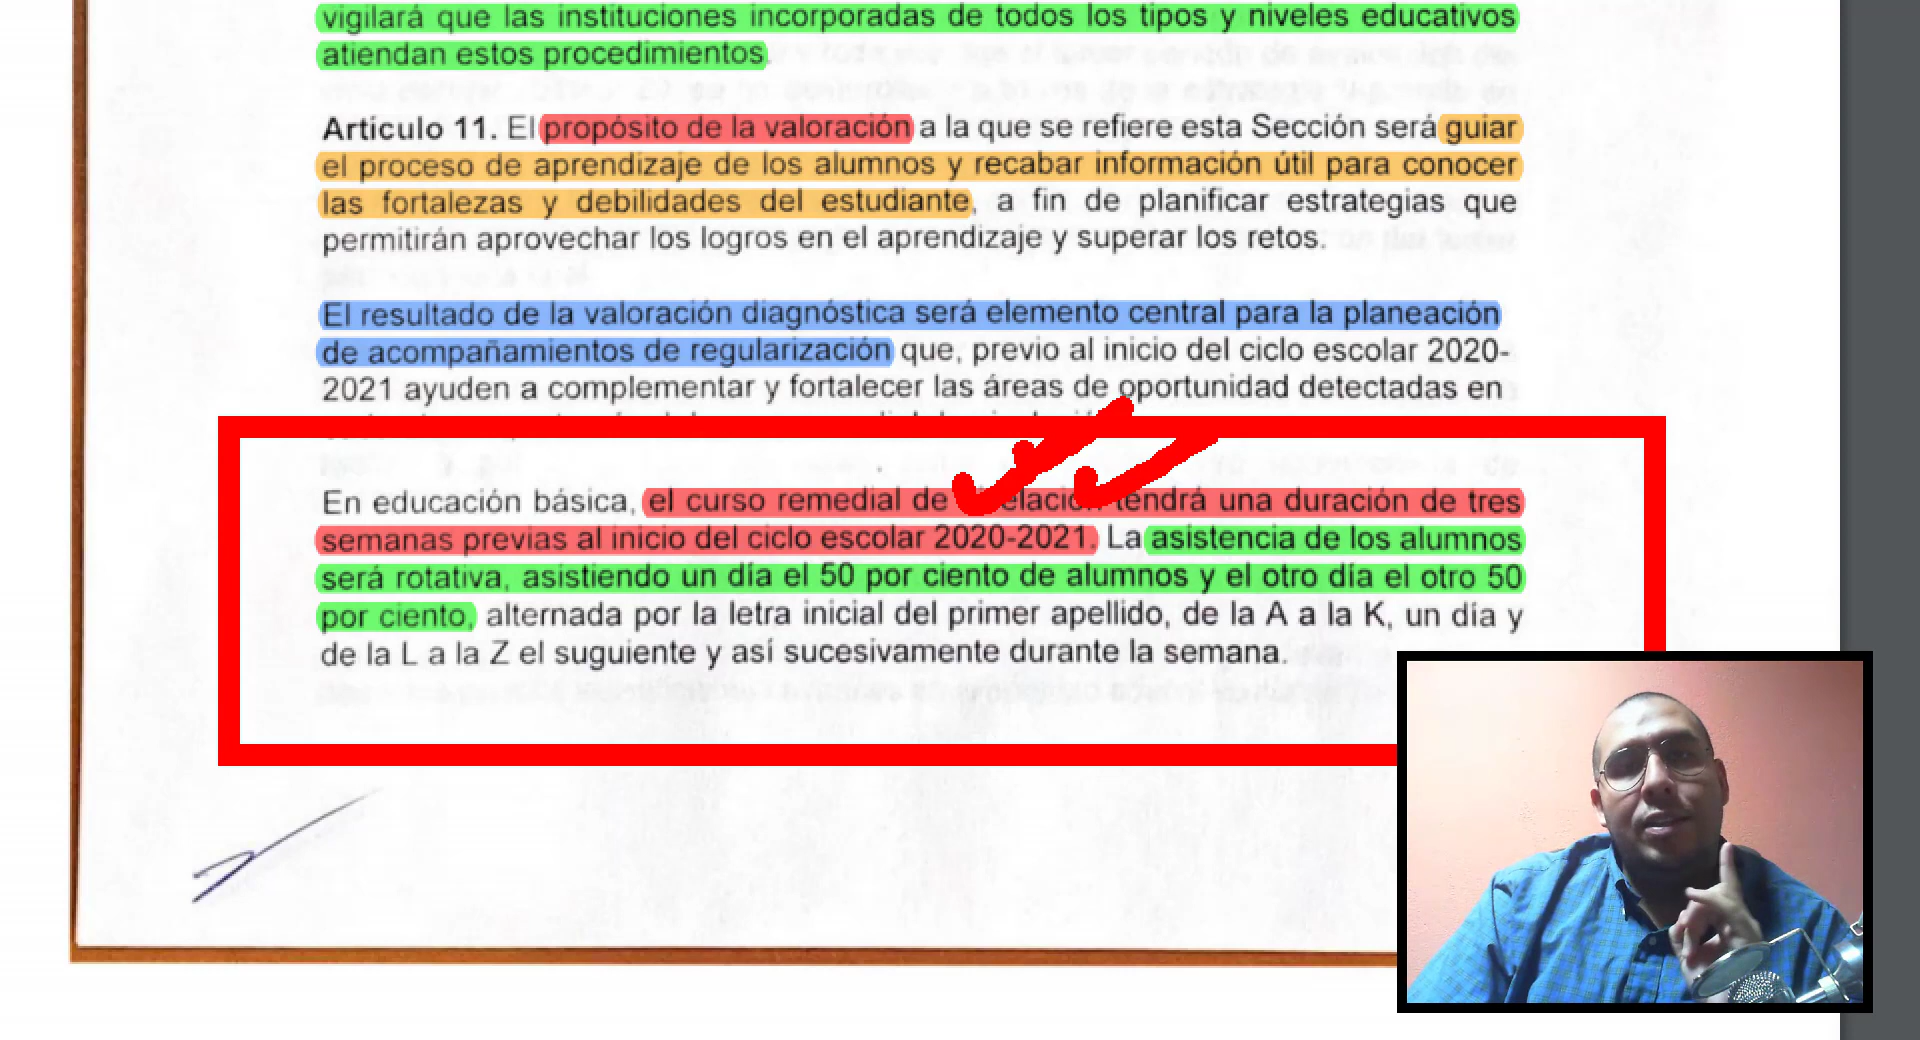 vigilará que las instituciones incorporadas de todos los tipos y niveles educativos
atiendan estos procedimientos.
Artículo 11. El propósito de la valoración a la que se refiere esta Sección será guiar
el proceso de aprendizaje de los alumnos y recabar información útil para conocer
las fortalezas y debilidades del estudiante, a fin de planificar estrategias que
permitirán aprovechar los logros en el aprendizaje y superar los retos.
El resultado de la valoración diagnóstica será elemento central para la planeación
de acompañamientos de regularización que, previo al inicio del ciclo escolar 2020-
2021 ayuden a complementar y fortalecer las áreas de oportunidad detectadas en
En educación básica, el curso remedial de tendrá una duración de tres
semanas previas al inicio del ciclo escolar 2020-2021. La asistencia de los alumnos
será rotativa, asistiendo un día el 50 por ciento de alumnos y el otro día el otro 50
por ciento, alternada por la letra inicial del primer apellido, de la A a la K, un día y
de la L a la Z el suguiente y así sucesivamente durante la semana.